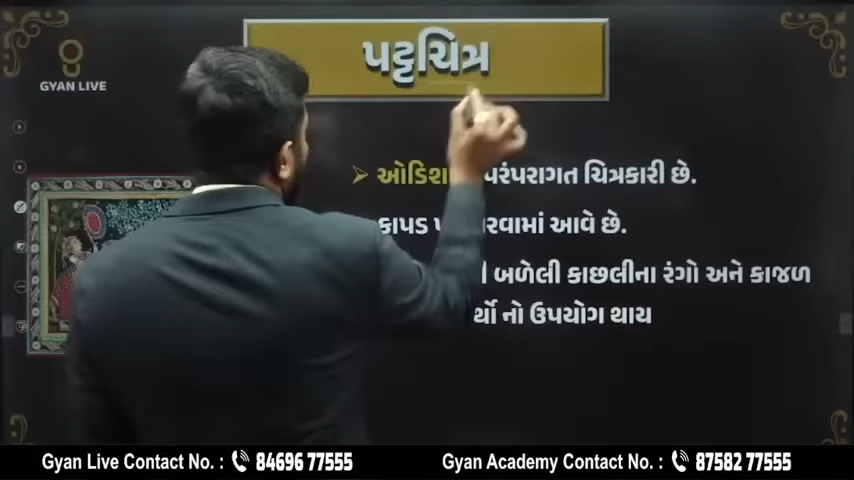 GYAN LIVE
પટ્ટચિત્ર
ઓડિશા પરંપરાગત ચિત્રકારી છે.
કાપડ કરવામાં આવે છે.
બળેલી કાછલીના રંગો અને કાજળ
નો ઉપયોગ થાય
Gyan Live Contact No. : 84696 77555
Gyan Academy Contact No. : 87582 77555